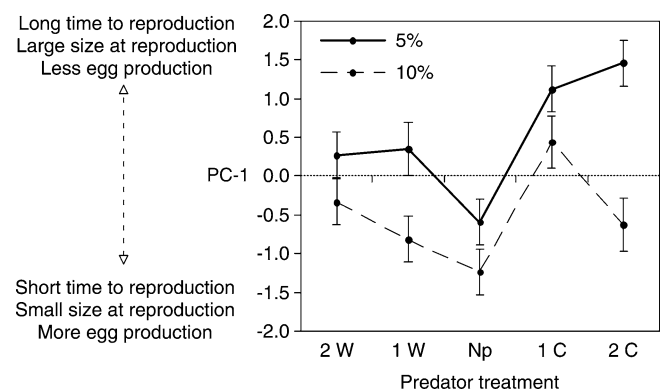 Long time to reproduction
Large size at reproduction
Less egg production
Short time to reproduction
Small size at reproduction
More egg production
PC-1
2.0
1.5
1.0
0.5
0.0
-0.5
-1.0
-1.5
-2.0
5%
10%
2 W 1 W Np 1 C 2 C
Predator treatment